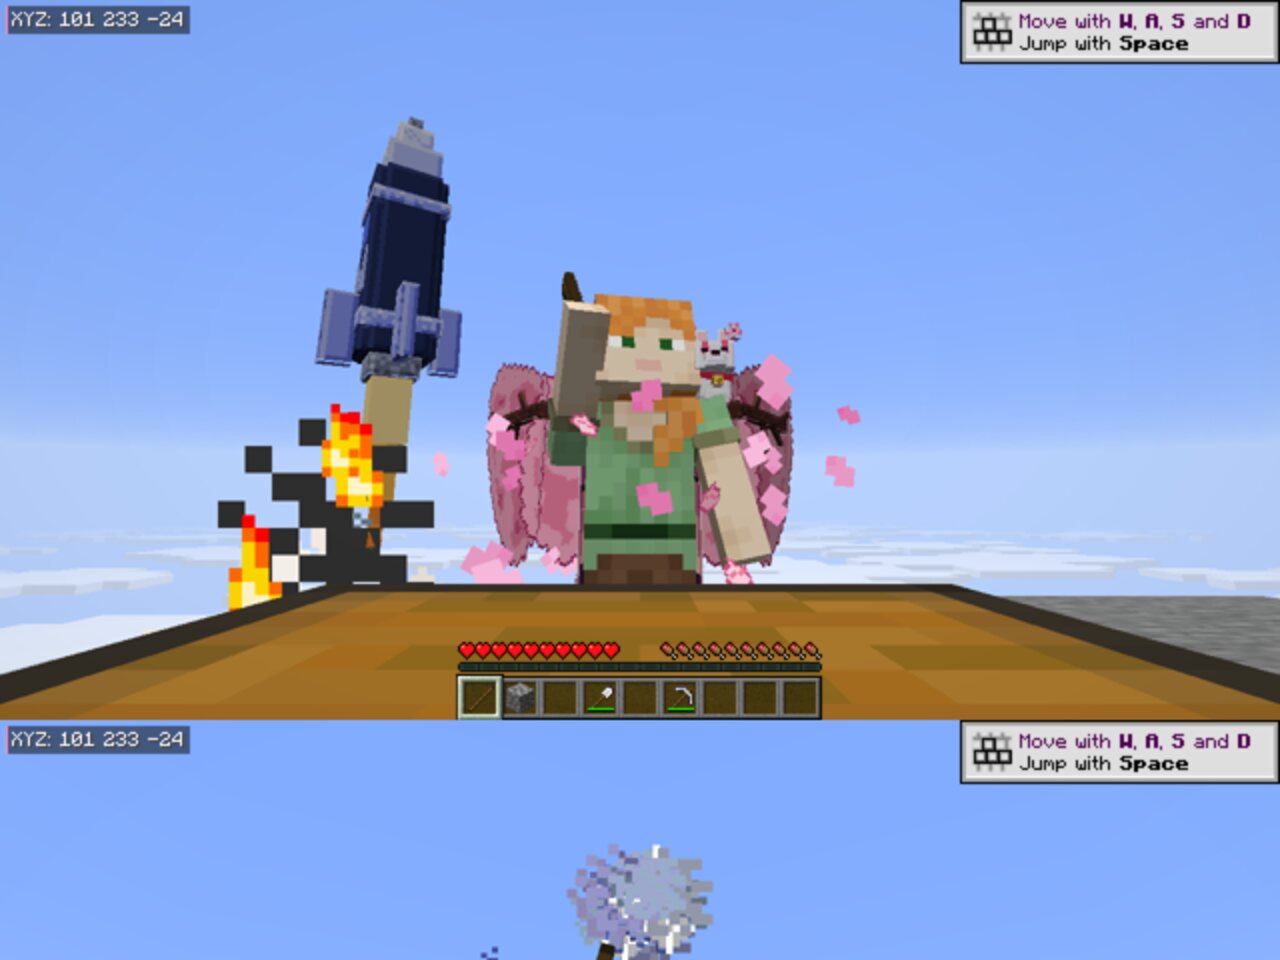 XYZ: 101 233 -24
Move with W, A, S and D
Jump with Space
XYZ: 101 233 -24
Move with W, A, S and D
Jump with Space